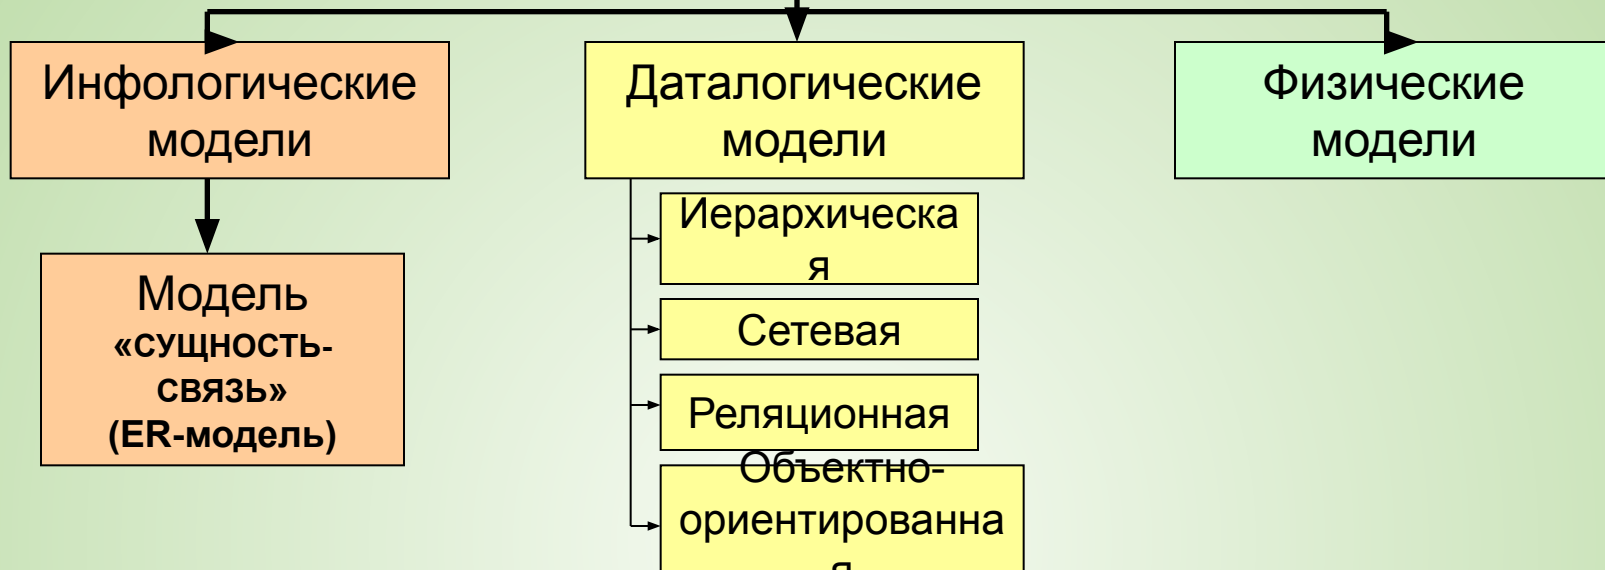 Инфологические
модели
Даталогические
модели
Физические
модели
Модель
«СУЩНОСТЬ-
СВЯЗЬ»
(ER-модель)
Иерархическа
я
Сетевая
Реляционная
Объектно-
ориентированна
я